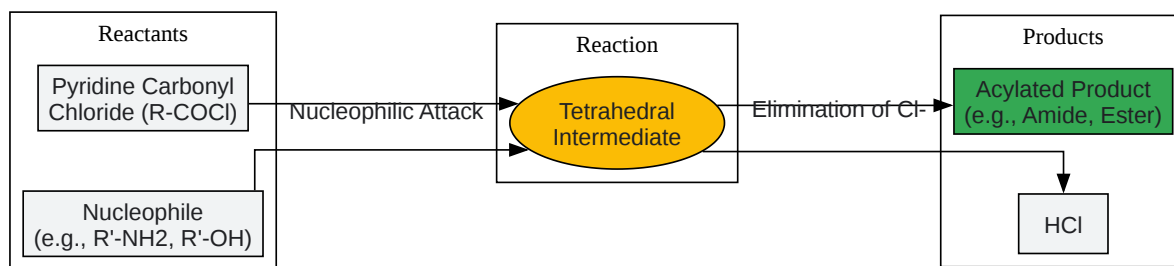 Reactants
Pyridine Carbonyl
Chloride (R-COCl)
Nucleophile
(e.g., R'-NH2, R'-OH)
Nucleophilic Attack
Reaction
Tetrahedral
Intermediate
Elimination of Cl-
Products
Acylated Product
(e.g., Amide, Ester)
HCl